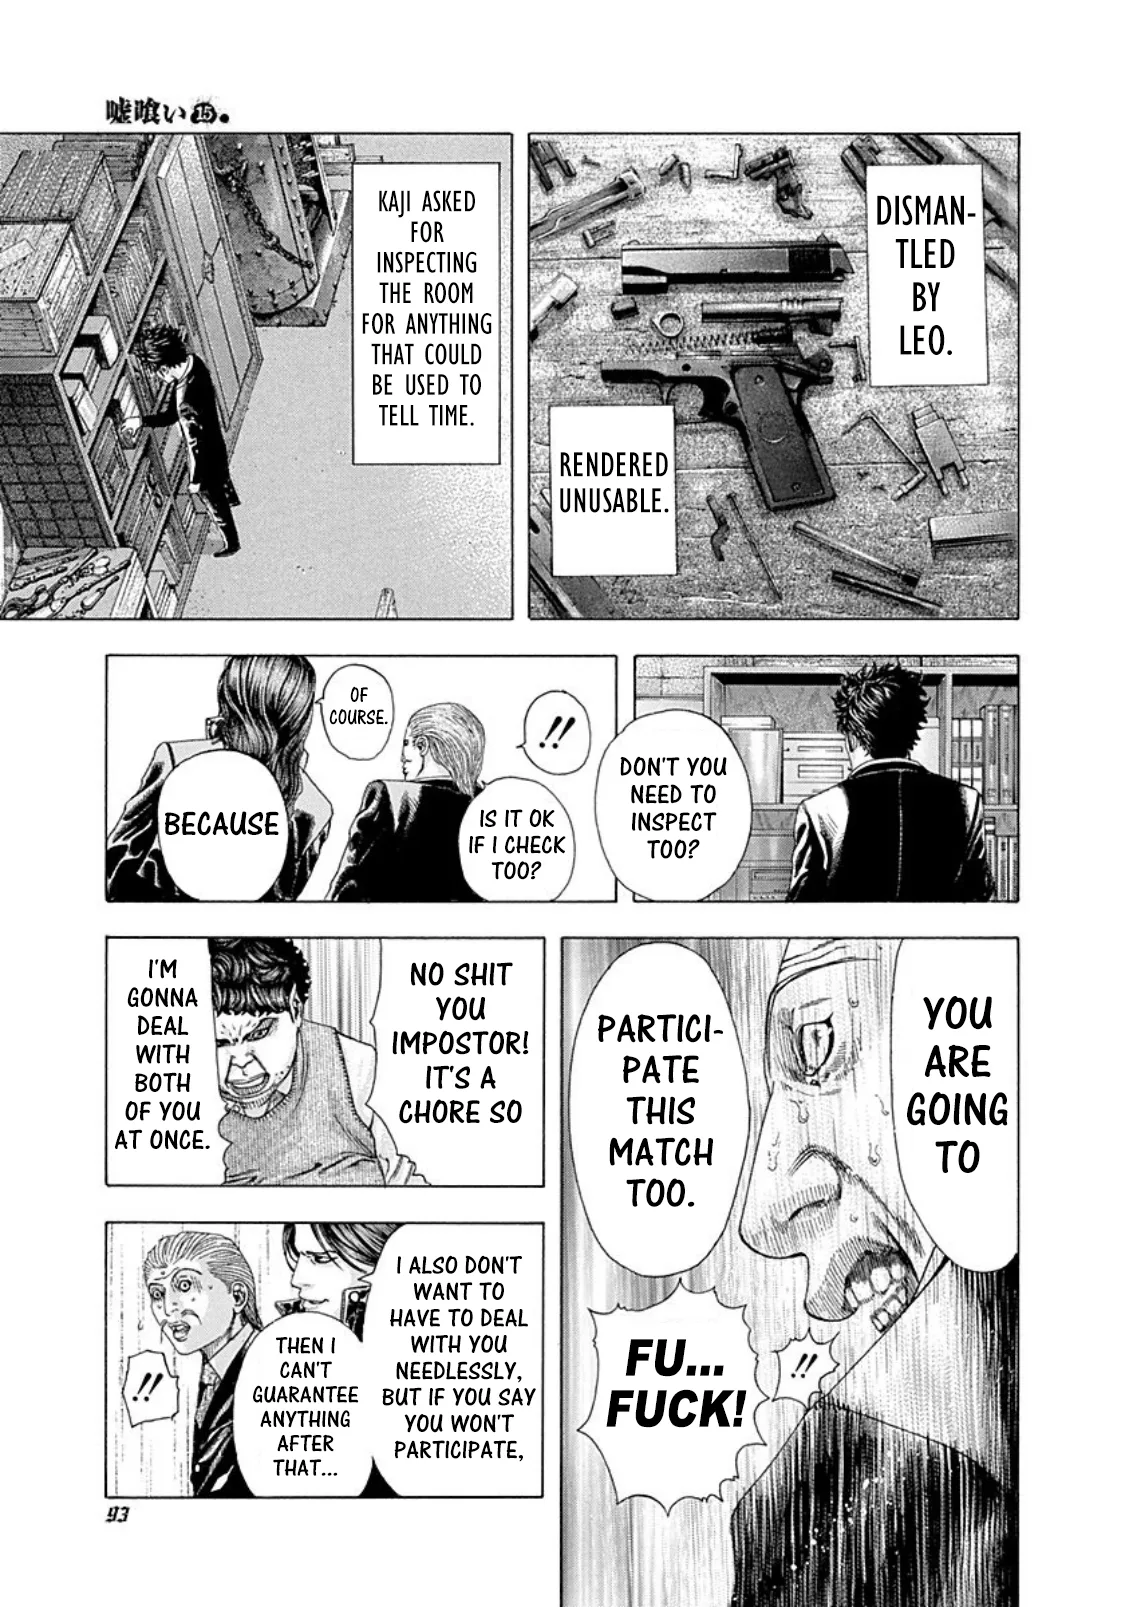 嘘喰い 15.
DISMAN-
TLED
BY
LEO.
RENDERED
UNUSABLE.
KAJI ASKED
FOR
INSPECTING
THE ROOM
FOR ANYTHING
THAT COULD
BE USED TO
TELL TIME.
DON'T YOU
NEED TO
INSPECT
TOO?
!!
IS IT OK
IF I CHECK
TOO?
OF
COURSE.
BECAUSE
YOU
ARE
GOING
TO
PARTICI-
PATE
THIS
MATCH
TOO.
!!
FU...
FUCK!
NO SHIT
YOU
IMPOSTOR!
IT'S A
CHORE SO
I'M
GONNA
DEAL
WITH
BOTH
OF YOU
AT ONCE.
I ALSO DON'T
WANT TO
HAVE TO DEAL
WITH YOU
NEEDLESSLY,
BUT IF YOU SAY
YOU WON'T
PARTICIPATE,
THEN I
CAN'T
GUARANTEE
ANYTHING
AFTER
THAT...
!!
93